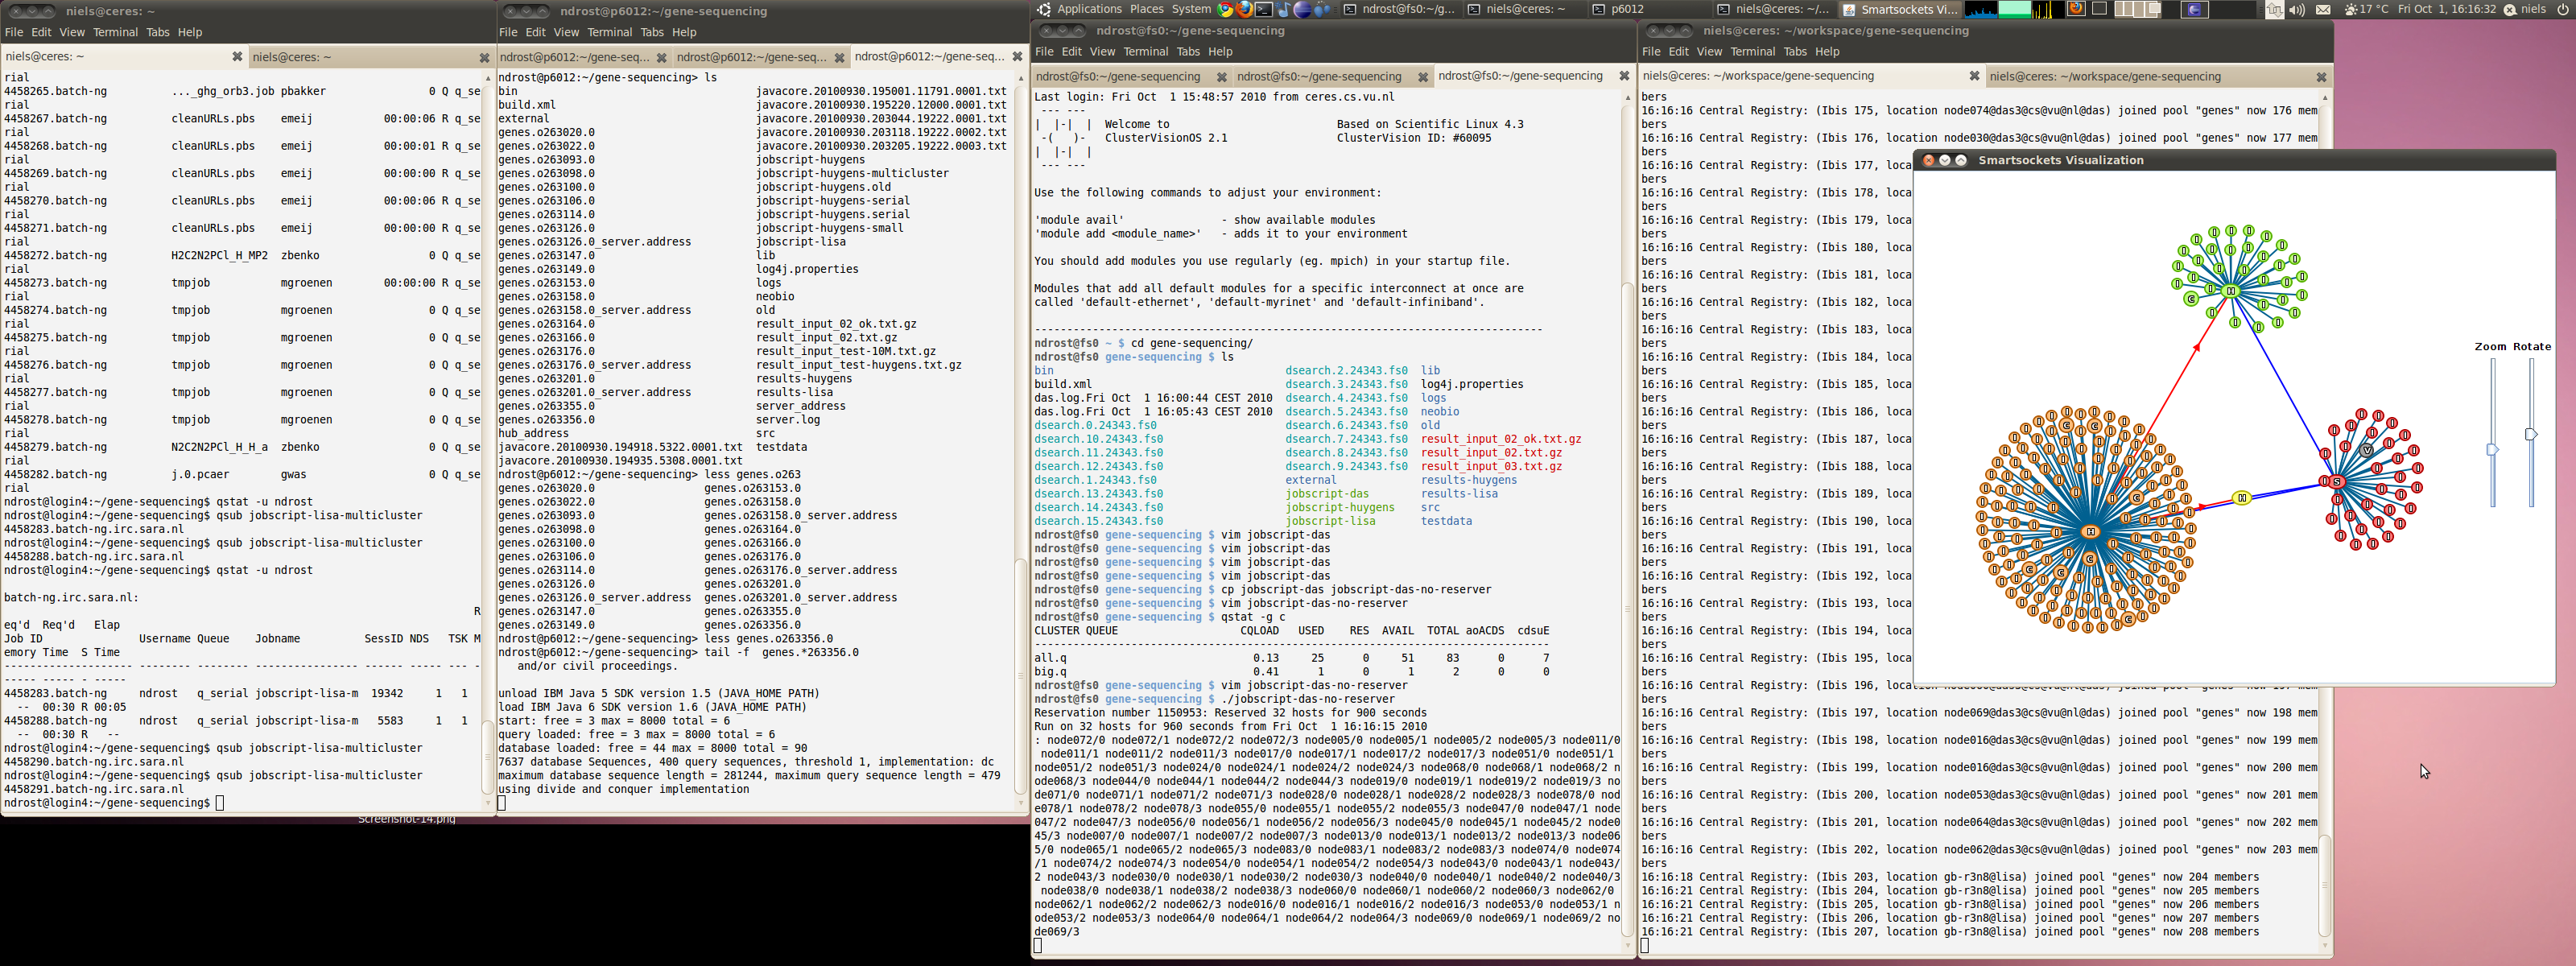 niels@ceres: ~
File Edit View Terminal Tabs Help
niels@ceres: ~ niels@ceres: ~
rial
4458265.batch-ng ..._ghg_orb3.job pbakker 0 Q q_se
rial
4458267.batch-ng cleanURLs.pbs emeij 00:00:06 R q_se
rial
4458268.batch-ng cleanURLs.pbs emeij 00:00:01 R q_se
rial
4458269.batch-ng cleanURLs.pbs emeij 00:00:00 R q_se
rial
4458270.batch-ng cleanURLs.pbs emeij 00:00:06 R q_se
rial
4458271.batch-ng cleanURLs.pbs emeij 00:00:00 R q_se
rial
4458272.batch-ng H2C2N2PCl_H_MP2 zbenko 0 Q q_se
rial
4458273.batch-ng tmpjob mgroenen 00:00:00 R q_se
rial
4458274.batch-ng tmpjob mgroenen 0 Q q_se
rial
4458275.batch-ng tmpjob mgroenen 0 Q q_se
rial
4458276.batch-ng tmpjob mgroenen 0 Q q_se
rial
4458277.batch-ng tmpjob mgroenen 0 Q q_se
rial
4458278.batch-ng tmpjob mgroenen 0 Q q_se
rial
4458279.batch-ng N2C2N2PCl_H_H_a zbenko 0 Q q_se
rial
4458282.batch-ng j.0.pcaer gwas 0 Q q_se
rial
ndrost@login4:~/gene-sequencing$ qstat -u ndrost
ndrost@login4:~/gene-sequencing$ qsub jobscript-lisa-multicluster
4458283.batch-ng.irc.sara.nl
ndrost@login4:~/gene-sequencing$ qsub jobscript-lisa-multicluster
4458288.batch-ng.irc.sara.nl
ndrost@login4:~/gene-sequencing$ qstat -u ndrost
batch-ng.irc.sara.nl:
R
eq'd Req'd Elap
Job ID Username Queue Jobname SessID NDS TSK M
emory Time S Time
-------------------- -------- -------- ---------------- ------ ----- --- -
----- ----- - -----
4458283.batch-ng ndrost q_serial jobscript-lisa-m 19342 1 1
-- 00:30 R 00:05
4458288.batch-ng ndrost q_serial jobscript-lisa-m 5583 1 1
-- 00:30 R --
ndrost@login4:~/gene-sequencing$ qsub jobscript-lisa-multicluster
4458290.batch-ng.irc.sara.nl
ndrost@login4:~/gene-sequencing$ qsub jobscript-lisa-multicluster
4458291.batch-ng.irc.sara.nl
ndrost@login4:~/gene-sequencing$
Screenshot-14.png
ndrost@p6012:~/gene-sequencing
File Edit View Terminal Tabs Help
ndrost@p6012:~/gene-seq... ndrost@p6012:~/gene-seq... ndrost@p6012:~/gene-seq...
ndrost@p6012:~/gene-sequencing> ls
bin javacore.20100930.195001.11791.0001.txt
build.xml javacore.20100930.195220.12000.0001.txt
external javacore.20100930.203044.19222.0001.txt
genes.o263020.0 javacore.20100930.203118.19222.0002.txt
genes.o263022.0 javacore.20100930.203205.19222.0003.txt
genes.o263093.0 jobscript-huygens
genes.o263098.0 jobscript-huygens-multicluster
genes.o263100.0 jobscript-huygens.old
genes.o263106.0 jobscript-huygens-serial
genes.o263114.0 jobscript-huygens.serial
genes.o263126.0 jobscript-huygens-small
genes.o263126.0_server.address jobscript-lisa
genes.o263147.0 lib
genes.o263149.0 log4j.properties
genes.o263153.0 logs
genes.o263158.0 neobio
genes.o263158.0_server.address old
genes.o263164.0 result_input_02_ok.txt.gz
genes.o263166.0 result_input_02.txt.gz
genes.o263176.0 result_input_test-10M.txt.gz
genes.o263176.0_server.address result_input_test-huygens.txt.gz
genes.o263201.0 results-huygens
genes.o263201.0_server.address results-lisa
genes.o263355.0 server_address
genes.o263356.0 server.log
hub_address src
javacore.20100930.194918.5322.0001.txt testdata
javacore.20100930.194935.5308.0001.txt
ndrost@p6012:~/gene-sequencing> less genes.o263
genes.o263020.0 genes.o263153.0
genes.o263022.0 genes.o263158.0
genes.o263093.0 genes.o263158.0_server.address
genes.o263098.0 genes.o263164.0
genes.o263100.0 genes.o263166.0
genes.o263106.0 genes.o263176.0
genes.o263114.0 genes.o263176.0_server.address
genes.o263126.0 genes.o263201.0
genes.o263126.0_server.address genes.o263201.0_server.address
genes.o263147.0 genes.o263355.0
genes.o263149.0 genes.o263356.0
ndrost@p6012:~/gene-sequencing> less genes.o263356.0
ndrost@p6012:~/gene-sequencing> tail -f genes.*263356.0
and/or civil proceedings.
unload IBM Java 5 SDK version 1.5 (JAVA_HOME PATH)
load IBM Java 6 SDK version 1.6 (JAVA_HOME PATH)
start: free = 3 max = 8000 total = 6
query loaded: free = 3 max = 8000 total = 6
database loaded: free = 44 max = 8000 total = 90
7637 database Sequences, 400 query sequences, threshold 1, implementation: dc
maximum database sequence length = 281244, maximum query sequence length = 479
using divide and conquer implementation
Applications Places System ndrost@fs0:~/g... niels@ceres: ~ p6012 niels@ceres: ~/... Smartsockets Vi... 17 °C Fri Oct 1, 16:16:32 niels
ndrost@fs0:~/gene-sequencing
File Edit View Terminal Tabs Help
ndrost@fs0:~/gene-sequencing ndrost@fs0:~/gene-sequencing ndrost@fs0:~/gene-sequencing
Last login: Fri Oct 1 15:48:57 2010 from ceres.cs.vu.nl
--- ---
| |-| | Welcome to Based on Scientific Linux 4.3
-( )- ClusterVisionOS 2.1 ClusterVision ID: #60095
| |-| |
--- ---
Use the following commands to adjust your environment:
'module avail' - show available modules
'module add <module_name>' - adds it to your environment
You should add modules you use regularly (eg. mpich) in your startup file.
Modules that add all default modules for a specific interconnect at once are
called 'default-ethernet', 'default-myrinet' and 'default-infiniband'.
-------------------------------------------------------------------------------
ndrost@fs0 ~ $ cd gene-sequencing/
ndrost@fs0 gene-sequencing $ ls
bin dsearch.2.24343.fs0 lib
build.xml dsearch.3.24343.fs0 log4j.properties
das.log.Fri Oct 1 16:00:44 CEST 2010 dsearch.4.24343.fs0 logs
das.log.Fri Oct 1 16:05:43 CEST 2010 dsearch.5.24343.fs0 neobio
dsearch.0.24343.fs0 dsearch.6.24343.fs0 old
dsearch.10.24343.fs0 dsearch.7.24343.fs0 result_input_02_ok.txt.gz
dsearch.11.24343.fs0 dsearch.8.24343.fs0 result_input_02.txt.gz
dsearch.12.24343.fs0 dsearch.9.24343.fs0 result_input_03.txt.gz
dsearch.1.24343.fs0 external results-huygens
dsearch.13.24343.fs0 jobscript-das results-lisa
dsearch.14.24343.fs0 jobscript-huygens src
dsearch.15.24343.fs0 jobscript-lisa testdata
ndrost@fs0 gene-sequencing $ vim jobscript-das
ndrost@fs0 gene-sequencing $ vim jobscript-das
ndrost@fs0 gene-sequencing $ vim jobscript-das
ndrost@fs0 gene-sequencing $ vim jobscript-das
ndrost@fs0 gene-sequencing $ cp jobscript-das jobscript-das-no-reserver
ndrost@fs0 gene-sequencing $ vim jobscript-das-no-reserver
ndrost@fs0 gene-sequencing $ qstat -g c
CLUSTER QUEUE CQLOAD USED RES AVAIL TOTAL aoACDS cdsuE
--------------------------------------------------------------------------------
all.q 0.13 25 0 51 83 0 7
big.q 0.41 1 0 1 2 0 0
ndrost@fs0 gene-sequencing $ vim jobscript-das-no-reserver
ndrost@fs0 gene-sequencing $ ./jobscript-das-no-reserver
Reservation number 1150953: Reserved 32 hosts for 900 seconds
Run on 32 hosts for 960 seconds from Fri Oct 1 16:16:15 2010
: node072/0 node072/1 node072/2 node072/3 node005/0 node005/1 node005/2 node005/3 node011/0
node011/1 node011/2 node011/3 node017/0 node017/1 node017/2 node017/3 node051/0 node051/1
node051/2 node051/3 node024/0 node024/1 node024/2 node024/3 node068/0 node068/1 node068/2 n
ode068/3 node044/0 node044/1 node044/2 node044/3 node019/0 node019/1 node019/2 node019/3 no
de071/0 node071/1 node071/2 node071/3 node028/0 node028/1 node028/2 node028/3 node078/0 nod
e078/1 node078/2 node078/3 node055/0 node055/1 node055/2 node055/3 node047/0 node047/1 node
047/2 node047/3 node056/0 node056/1 node056/2 node056/3 node045/0 node045/1 node045/2 node0
45/3 node007/0 node007/1 node007/2 node007/3 node013/0 node013/1 node013/2 node013/3 node06
5/0 node065/1 node065/2 node065/3 node083/0 node083/1 node083/2 node083/3 node074/0 node074
/1 node074/2 node074/3 node054/0 node054/1 node054/2 node054/3 node043/0 node043/1 node043/
2 node043/3 node030/0 node030/1 node030/2 node030/3 node040/0 node040/1 node040/2 node040/3
node038/0 node038/1 node038/2 node038/3 node060/0 node060/1 node060/2 node060/3 node062/0
node062/1 node062/2 node062/3 node016/0 node016/1 node016/2 node016/3 node053/0 node053/1 n
ode053/2 node053/3 node064/0 node064/1 node064/2 node064/3 node069/0 node069/1 node069/2 no
de069/3
niels@ceres: ~/workspace/gene-sequencing
File Edit View Terminal Tabs Help
niels@ceres: ~/workspace/gene-sequencing niels@ceres: ~/workspace/gene-sequencing
bers
16:16:16 Central Registry: (Ibis 175, location node074@das3@cs@vu@nl@das) joined pool "genes" now 176 mem
bers
16:16:16 Central Registry: (Ibis 176, location node030@das3@cs@vu@nl@das) joined pool "genes" now 177 mem
bers
16:16:16 Central Registry: (Ibis 177, loca
bers
16:16:16 Central Registry: (Ibis 178, loca
bers
16:16:16 Central Registry: (Ibis 179, loca
bers
16:16:16 Central Registry: (Ibis 180, loca
bers
16:16:16 Central Registry: (Ibis 181, loca
bers
16:16:16 Central Registry: (Ibis 182, loca
bers
16:16:16 Central Registry: (Ibis 183, loca
bers
16:16:16 Central Registry: (Ibis 184, loca
bers
16:16:16 Central Registry: (Ibis 185, loca
bers
16:16:16 Central Registry: (Ibis 186, loca
bers
16:16:16 Central Registry: (Ibis 187, loca
bers
16:16:16 Central Registry: (Ibis 188, loca
bers
16:16:16 Central Registry: (Ibis 189, loca
bers
16:16:16 Central Registry: (Ibis 190, loca
bers
16:16:16 Central Registry: (Ibis 191, loca
bers
16:16:16 Central Registry: (Ibis 192, loca
bers
16:16:16 Central Registry: (Ibis 193, loca
bers
16:16:16 Central Registry: (Ibis 194, loca
bers
16:16:16 Central Registry: (Ibis 195, loca
bers
16:16:16 Central Registry: (Ibis 196, location
bers
16:16:16 Central Registry: (Ibis 197, location node069@das3@cs@vu@nl@das) joined pool "genes" now 198 mem
bers
16:16:16 Central Registry: (Ibis 198, location node016@das3@cs@vu@nl@das) joined pool "genes" now 199 mem
bers
16:16:16 Central Registry: (Ibis 199, location node016@das3@cs@vu@nl@das) joined pool "genes" now 200 mem
bers
16:16:16 Central Registry: (Ibis 200, location node053@das3@cs@vu@nl@das) joined pool "genes" now 201 mem
bers
16:16:16 Central Registry: (Ibis 201, location node064@das3@cs@vu@nl@das) joined pool "genes" now 202 mem
bers
16:16:16 Central Registry: (Ibis 202, location node062@das3@cs@vu@nl@das) joined pool "genes" now 203 mem
bers
16:16:18 Central Registry: (Ibis 203, location gb-r3n8@lisa) joined pool "genes" now 204 members
16:16:21 Central Registry: (Ibis 204, location gb-r3n8@lisa) joined pool "genes" now 205 members
16:16:21 Central Registry: (Ibis 205, location gb-r3n8@lisa) joined pool "genes" now 206 members
16:16:21 Central Registry: (Ibis 206, location gb-r3n8@lisa) joined pool "genes" now 207 members
16:16:21 Central Registry: (Ibis 207, location gb-r3n8@lisa) joined pool "genes" now 208 members
Smartsockets Visualization
Zoom Rotate